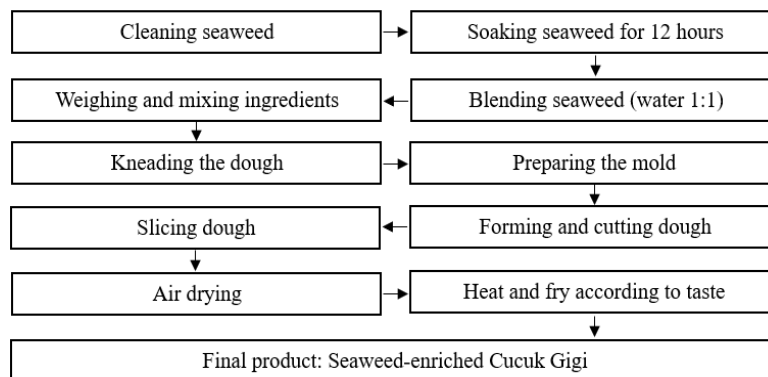 Cleaning seaweed
Soaking seaweed for 12 hours
Blending seaweed (water 1:1)
Weighing and mixing ingredients
Kneading the dough
Preparing the mold
Forming and cutting dough
Slicing dough
Air drying
Heat and fry according to taste
Final product: Seaweed-enriched Cucuk Gigi